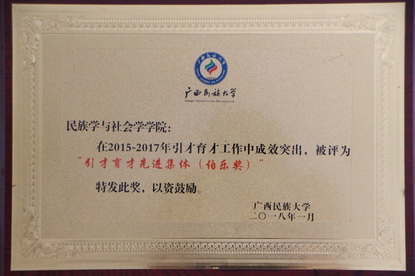 广西民族大学
民族学与社会学学院：
在2015-2017年引才育才工作中成效突出、被评为
“引才育才先进集体（伯乐奖）”
特发此奖，以资鼓励。
广西民族大学
二〇一八年一月